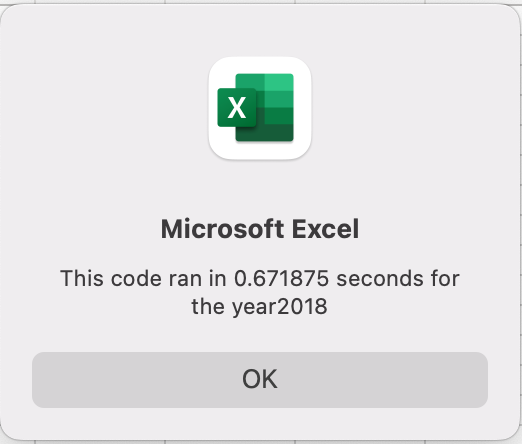 X
Microsoft Excel
This code ran in 0.671875 seconds for
the year2018
OK